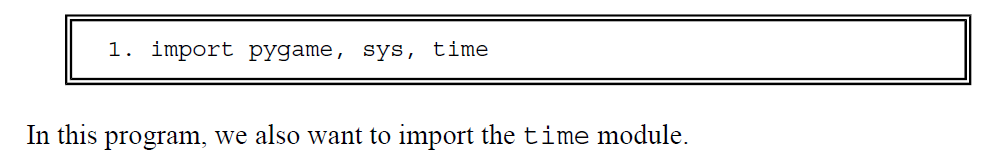 1. import pygame, sys, time
In this program, we also want to import the time module.